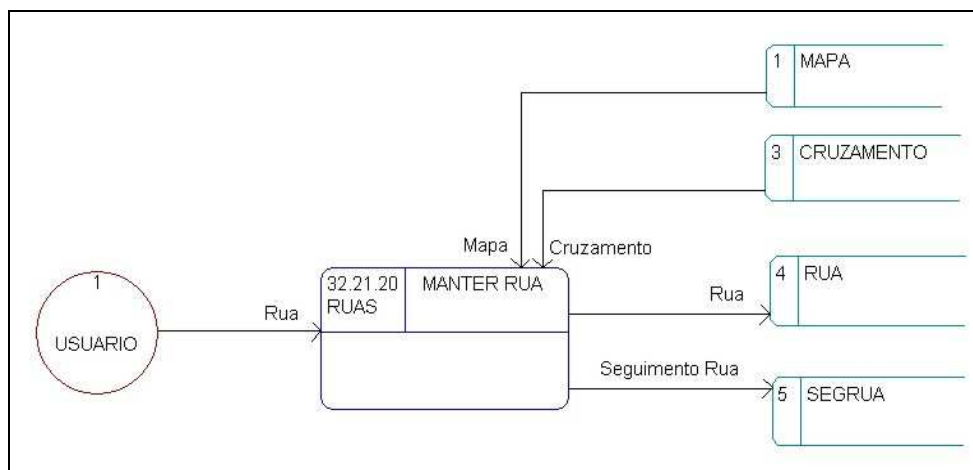 1 MAPA
3 CRUZAMENTO
Mapa
Cruzamento
1
USUARIO
Rua
32.21.20
RUAS
MANTER RUA
Rua
4 RUA
Seguimento Rua
5 SEGRUA